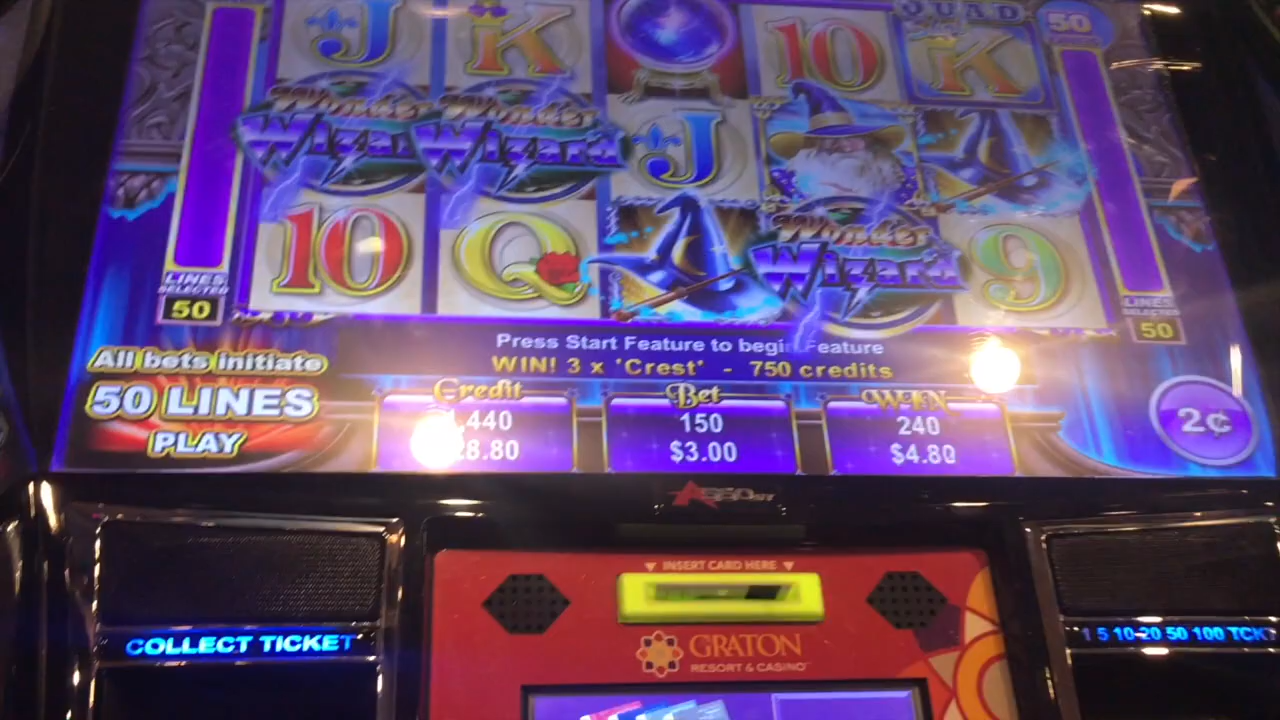 QUAD
50
J
K
10
K
Wonder
Wizard
Wonder
Wizard
J
10
Q
Wonder
Wizard
9
LINES
SELECTED
50
LINES
SELECTED
50
Press Start Feature to begin Feature
WIN! 3 x 'Crest' - 750 credits
All bets initiate
50 LINES
PLAY
Credit
440
8.80
Bet
150
$3.00
WIN
240
$4.80
2¢
INSERT CARD HERE
GRATON
RESORT & CASINO
COLLECT TICKET
1 5 10-20 50 100 TCKT